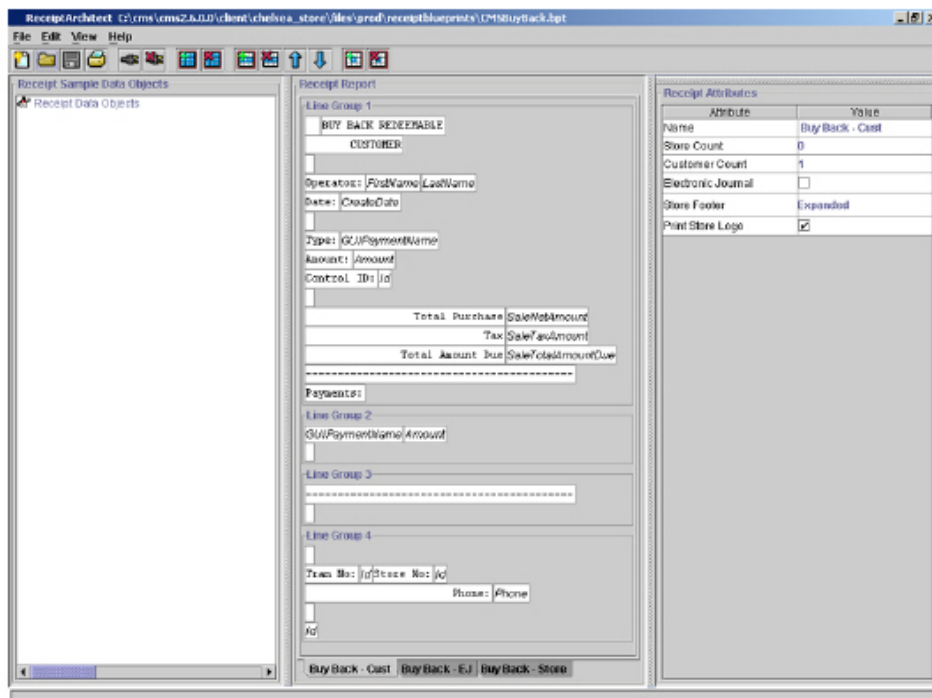 ReceiptArchitect C:\cms\cms2.6.0.0\client\chelsea_store\files\prod\receiptblueprints\CMSBuyBack.bpt
File Edit View Help
Receipt Sample Data Objects
Receipt Data Objects
Receipt Report
Line Group 1
BUY BACK REDEEMABLE
CUSTOMER
Operator: FirstName LastName
Date: CreateDate
Type: GUIPaymentName
Amount: Amount
Control ID: Id
Total Purchase SaleNetAmount
Tax SaleTaxAmount
Total Amount Due SaleTotalAmountDue
------------------------------------------
Payments:
Line Group 2
GUIPaymentName Amount
Line Group 3
------------------------------------------
Line Group 4
Tran No: Id Store No: Id
Phone: Phone
Id
Buy Back - Cust Buy Back - EJ Buy Back - Store
Receipt Attributes
Attribute Value
Name Buy Back - Cust
Store Count 0
Customer Count 1
Electronic Journal
Store Footer Expanded
Print Store Logo